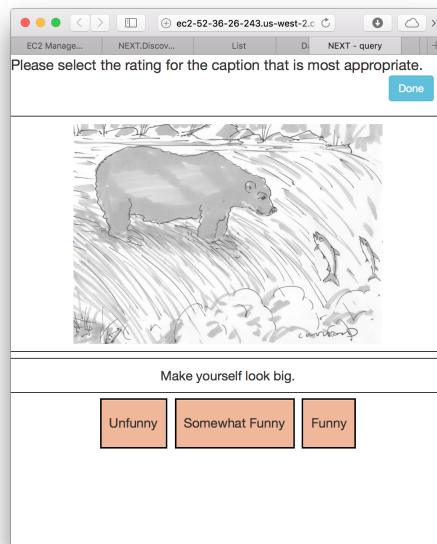 ec2-52-36-26-243.us-west-2.c
EC2 Manage... NEXT.Discov... List D NEXT - query
Please select the rating for the caption that is most appropriate.
Done
Make yourself look big.
Unfunny Somewhat Funny Funny